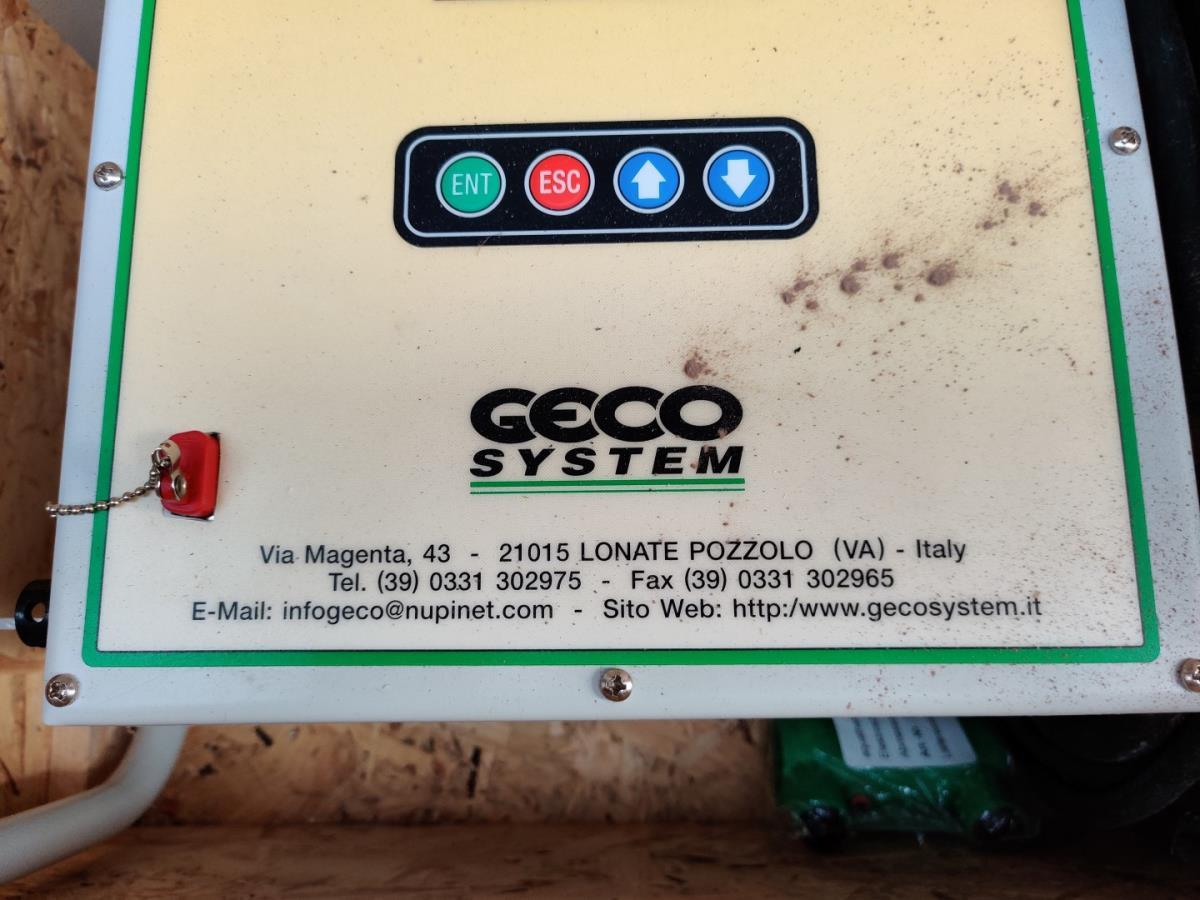 ENT ESC
GECO
SYSTEM
Via Magenta, 43 - 21015 LONATE POZZOLO (VA) - Italy
Tel. (39) 0331 302975 - Fax (39) 0331 302965
E-Mail: infogeco@nupinet.com - Sito Web: http:/www.gecosystem.it